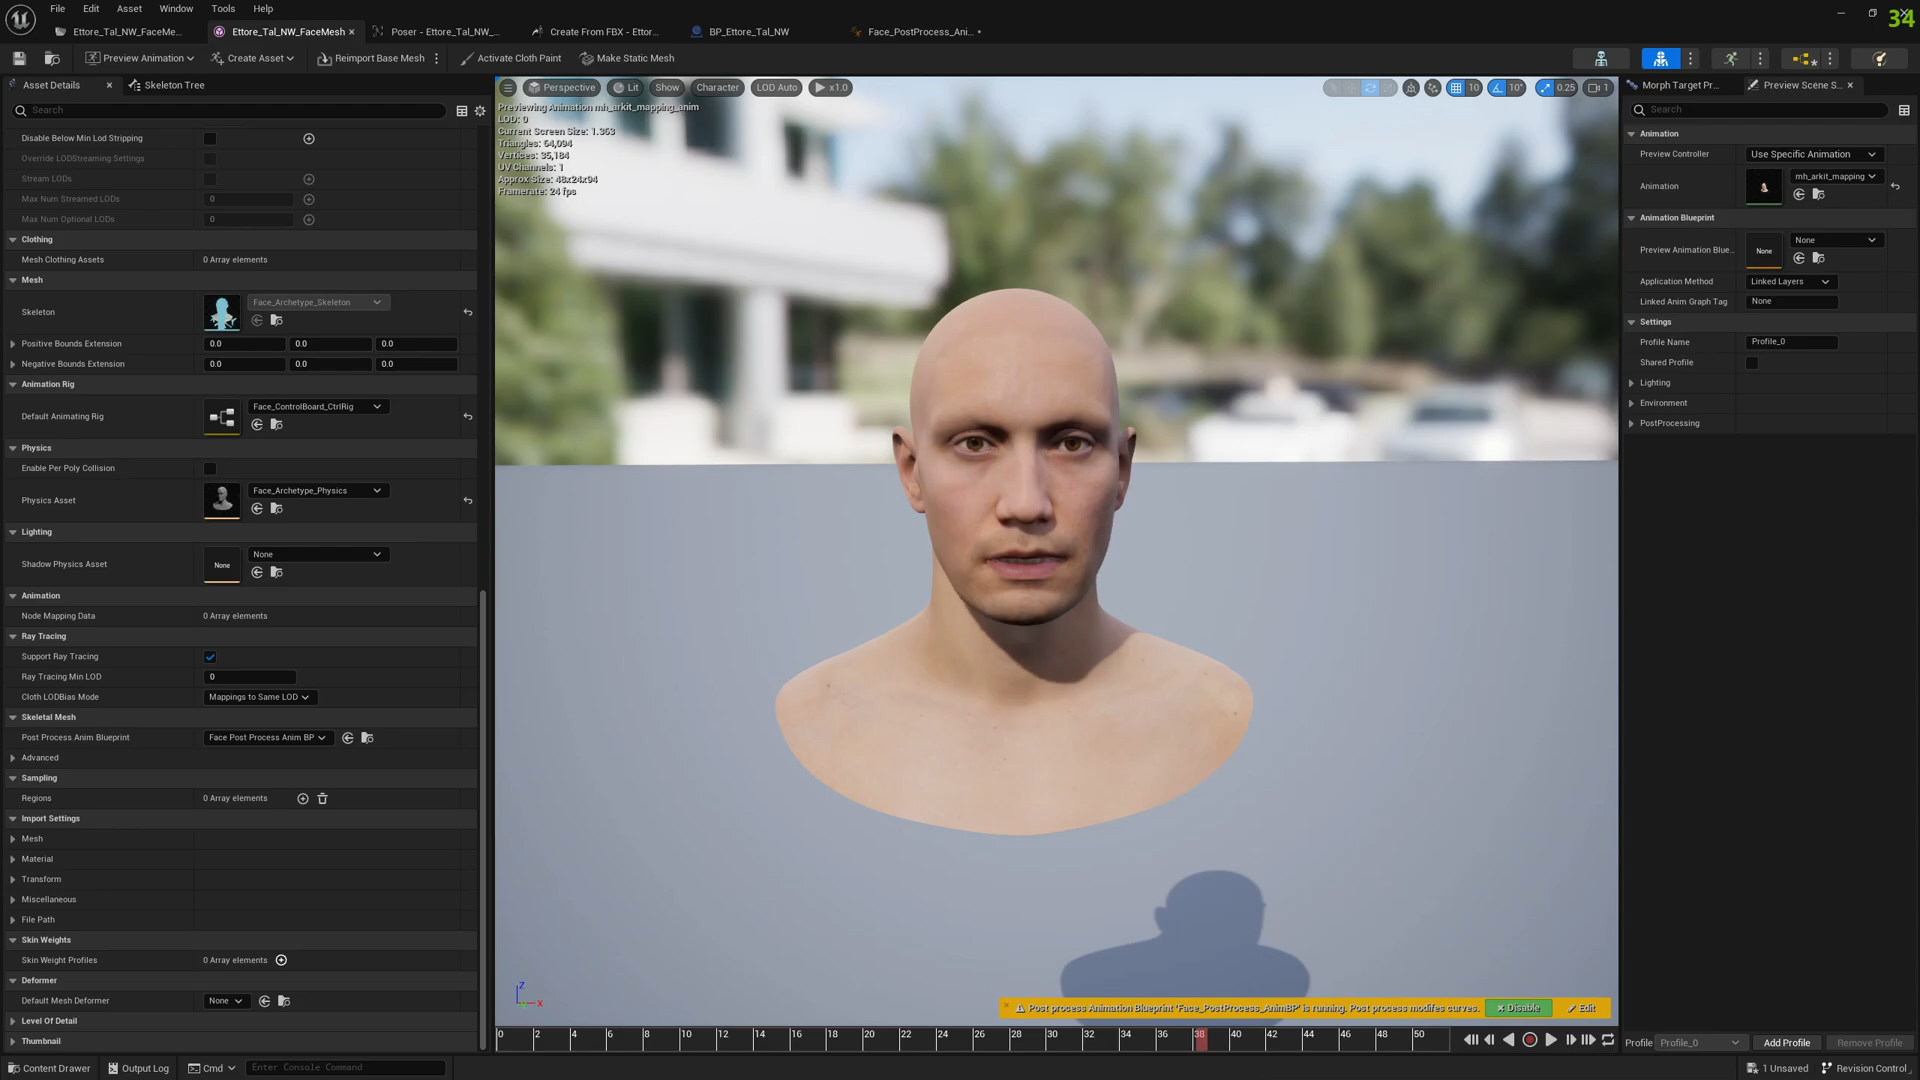 File Edit Asset Window Tools Help
34
Ettore_Tal_NW_FaceMe...
Ettore_Tal_NW_FaceMesh
Poser - Ettore_Tal_NW_...
Create From FBX - Ettor...
BP_Ettore_Tal_NW
Face_PostProcess_Ani...
Preview Animation
Create Asset
Reimport Base Mesh
Activate Cloth Paint
Make Static Mesh
Asset Details
Skeleton Tree
Search
Disable Below Min Lod Stripping
Override LODStreaming Settings
Stream LODs
Max Num Streamed LODs 0
Max Num Optional LODs 0
Clothing
Mesh Clothing Assets 0 Array elements
Mesh
Skeleton Face_Archetype_Skeleton
Positive Bounds Extension 0.0 0.0 0.0
Negative Bounds Extension 0.0 0.0 0.0
Animation Rig
Default Animating Rig Face_ControlBoard_CtrlRig
Physics
Enable Per Poly Collision
Physics Asset Face_Archetype_Physics
Lighting
Shadow Physics Asset None None
Animation
Node Mapping Data 0 Array elements
Ray Tracing
Support Ray Tracing
Ray Tracing Min LOD 0
Cloth LODBias Mode Mappings to Same LOD
Skeletal Mesh
Post Process Anim Blueprint Face Post Process Anim BP
Advanced
Sampling
Regions 0 Array elements
Import Settings
Mesh
Material
Transform
Miscellaneous
File Path
Skin Weights
Skin Weight Profiles 0 Array elements
Deformer
Default Mesh Deformer None
Level Of Detail
Thumbnail
Perspective Lit Show Character LOD Auto x1.0
10 10° 0.25 1
Previewing Animation mh_arkit_mapping_anim
LOD: 0
Current Screen Size: 1.363
Triangles: 64,094
Vertices: 35,184
UV Channels: 1
Approx Size: 48x24x94
Framerate: 24 fps
Z
X
Post process Animation Blueprint 'Face_PostProcess_AnimBP' is running. Post process modifes curves.
Disable
Edit
0 2 4 6 8 10 12 14 16 18 20 22 24 26 28 30 32 34 36 38 40 42 44 46 48 50
Morph Target Pr...
Preview Scene S...
Search
Animation
Preview Controller Use Specific Animation
Animation mh_arkit_mapping
Animation Blueprint
Preview Animation Blue... None None
Application Method Linked Layers
Linked Anim Graph Tag None
Settings
Profile Name Profile_0
Shared Profile
Lighting
Environment
PostProcessing
Profile Profile_0 Add Profile Remove Profile
Content Drawer Output Log Cmd Enter Console Command
1 Unsaved Revision Control